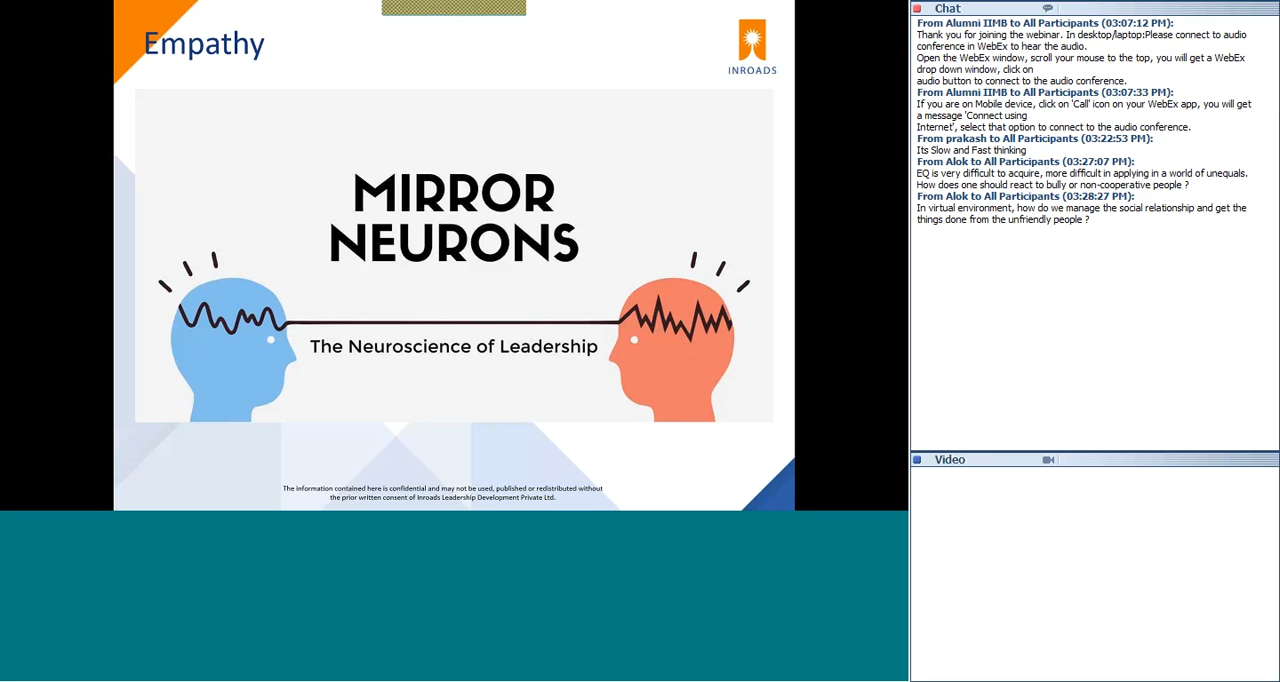 Empathy
INROADS
MIRROR
NEURONS
The Neuroscience of Leadership
The information contained here is confidential and may not be used, published or redistributed without
the prior written consent of Inroads Leadership Development Private Ltd.
Chat
From Alumni IIMB to All Participants (03:07:12 PM):
Thank you for joining the webinar. In desktop/laptop:Please connect to audio
conference in WebEx to hear the audio.
Open the WebEx window, scroll your mouse to the top, you will get a WebEx
drop down window, click on
audio button to connect to the audio conference.
From Alumni IIMB to All Participants (03:07:33 PM):
If you are on Mobile device, click on 'Call' icon on your WebEx app, you will get
a message 'Connect using
Internet', select that option to connect to the audio conference.
From prakash to All Participants (03:22:53 PM):
Its Slow and Fast thinking
From Alok to All Participants (03:27:07 PM):
EQ is very difficult to acquire, more difficult in applying in a world of unequals.
How does one should react to bully or non-cooperative people ?
From Alok to All Participants (03:28:27 PM):
In virtual environment, how do we manage the social relationship and get the
things done from the unfriendly people ?
Video